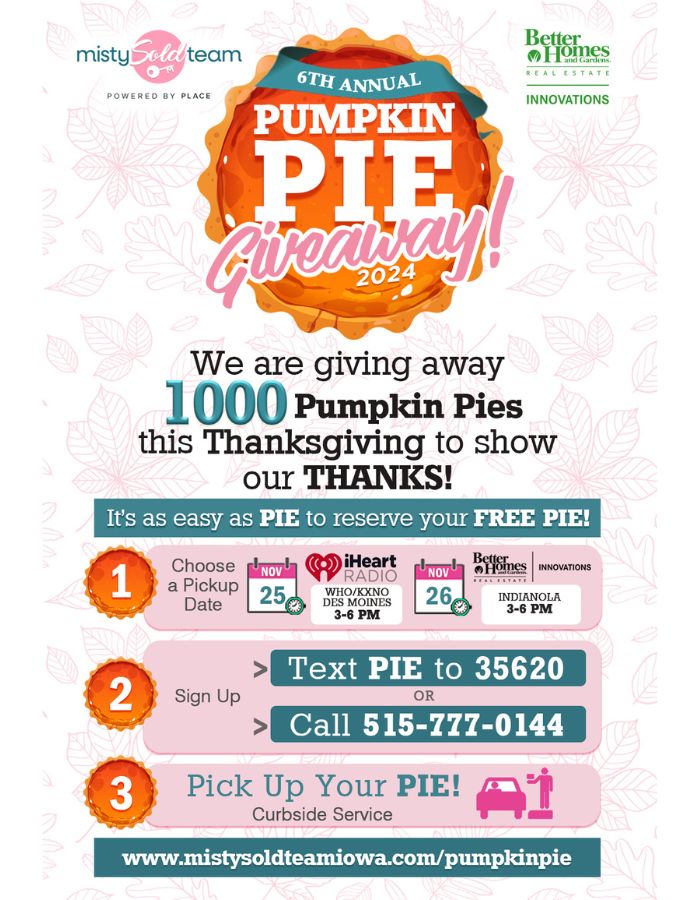 mistySoldteam
POWERED BY PLACE
Better
Homes
and Gardens.
REAL ESTATE
INNOVATIONS
6TH ANNUAL
PUMPKIN
PIE
Giveaway!
2024
We are giving away
1000 Pumpkin Pies
this Thanksgiving to show
our THANKS!
It's as easy as PIE to reserve your FREE PIE!
1
Choose
a Pickup
Date
NOV
25
iHeart
RADIO
WHO/KXNO
DES MOINES
3-6 PM
NOV
26
Better
Homes
and Gardens.
REAL ESTATE
INNOVATIONS
INDIANOLA
3-6 PM
2
Sign Up
> Text PIE to 35620
OR
> Call 515-777-0144
3
Pick Up Your PIE!
Curbside Service
www.mistysoldteamiowa.com/pumpkinpie